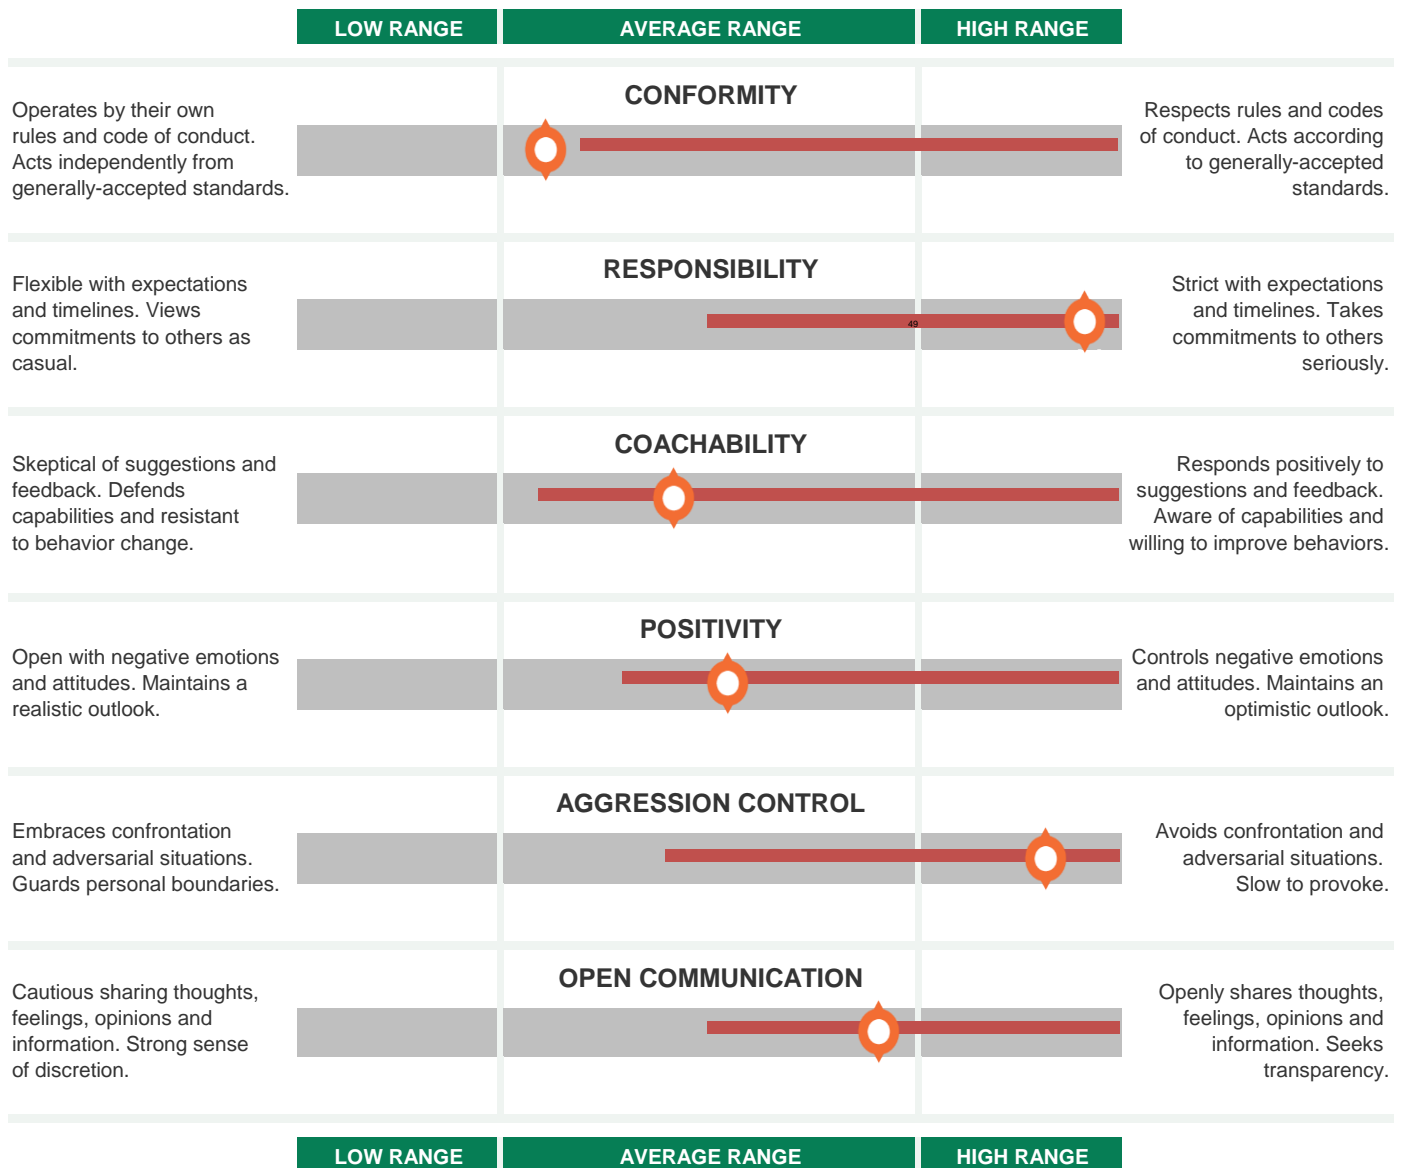 LOW RANGE AVERAGE RANGE HIGH RANGE
CONFORMITY
Operates by their own
rules and code of conduct.
Acts independently from
generally-accepted standards.
Respects rules and codes
of conduct. Acts according
to generally-accepted
standards.
RESPONSIBILITY
Flexible with expectations
and timelines. Views
commitments to others as
casual.
49
Strict with expectations
and timelines. Takes
commitments to others
seriously.
COACHABILITY
Skeptical of suggestions and
feedback. Defends
capabilities and resistant
to behavior change.
Responds positively to
suggestions and feedback.
Aware of capabilities and
willing to improve behaviors.
POSITIVITY
Open with negative emotions
and attitudes. Maintains a
realistic outlook.
Controls negative emotions
and attitudes. Maintains an
optimistic outlook.
AGGRESSION CONTROL
Embraces confrontation
and adversarial situations.
Guards personal boundaries.
Avoids confrontation and
adversarial situations.
Slow to provoke.
OPEN COMMUNICATION
Cautious sharing thoughts,
feelings, opinions and
information. Strong sense
of discretion.
Openly shares thoughts,
feelings, opinions and
information. Seeks
transparency.
LOW RANGE AVERAGE RANGE HIGH RANGE